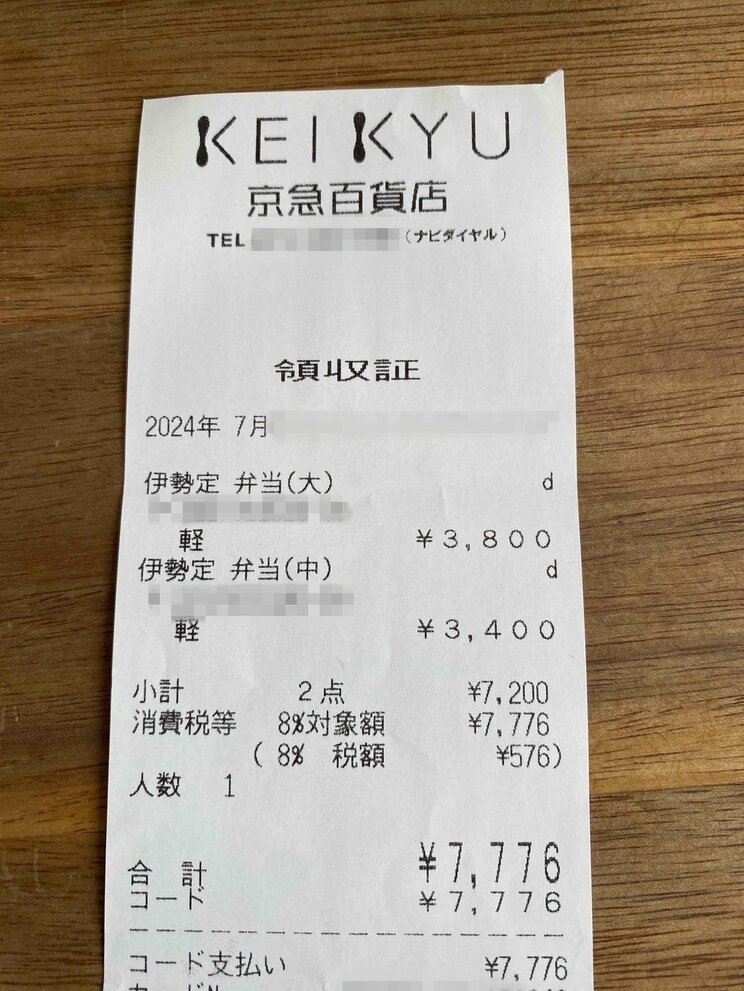 KEIKYU
京急百貨店
TEL (ナビダイヤル)
領収証
2024年 7月
伊勢定 弁当(大) d
軽 ¥3,800
伊勢定 弁当(中) d
軽 ¥3,400
小計 2点 ¥7,200
消費税等 8%対象額 ¥7,776
( 8% 税額 ¥576)
人数 1
合 計 ¥7,776
コード ¥7,776
コード支払い ¥7,776